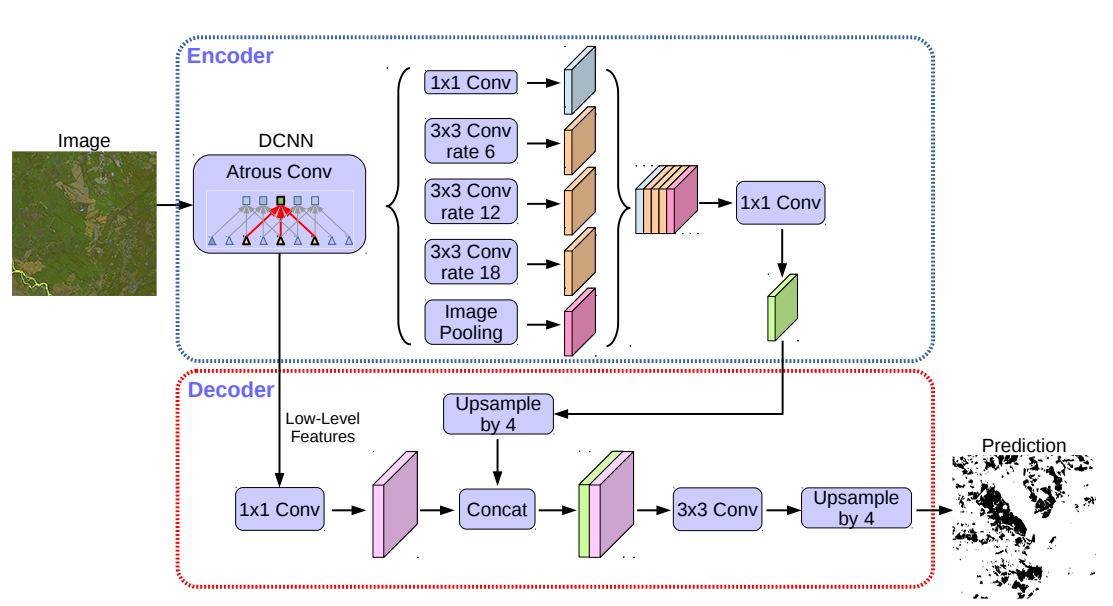 Encoder
Image
DCNN
Atrous Conv
1x1 Conv
3x3 Conv
rate 6
3x3 Conv
rate 12
3x3 Conv
rate 18
Image
Pooling
1x1 Conv
Decoder
Low-Level
Features
Upsample
by 4
1x1 Conv
Concat
3x3 Conv
Upsample
by 4
Prediction